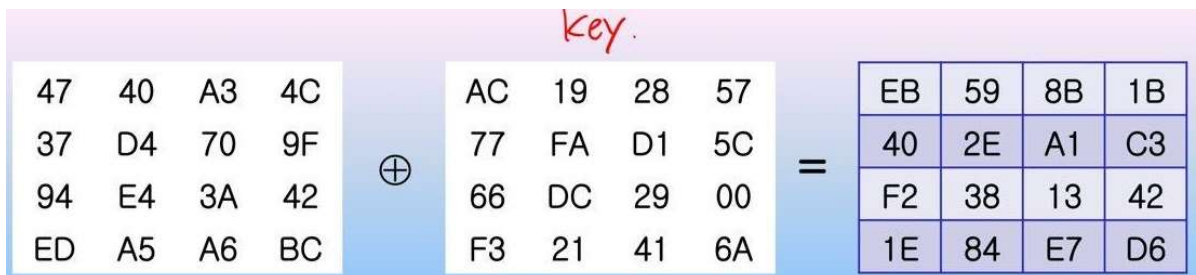 key.
47 40 A3 4C AC 19 28 57 EB 59 8B 1B
37 D4 70 9F 77 FA D1 5C 40 2E A1 C3
⊕ =
94 E4 3A 42 66 DC 29 00 F2 38 13 42
ED A5 A6 BC F3 21 41 6A 1E 84 E7 D6